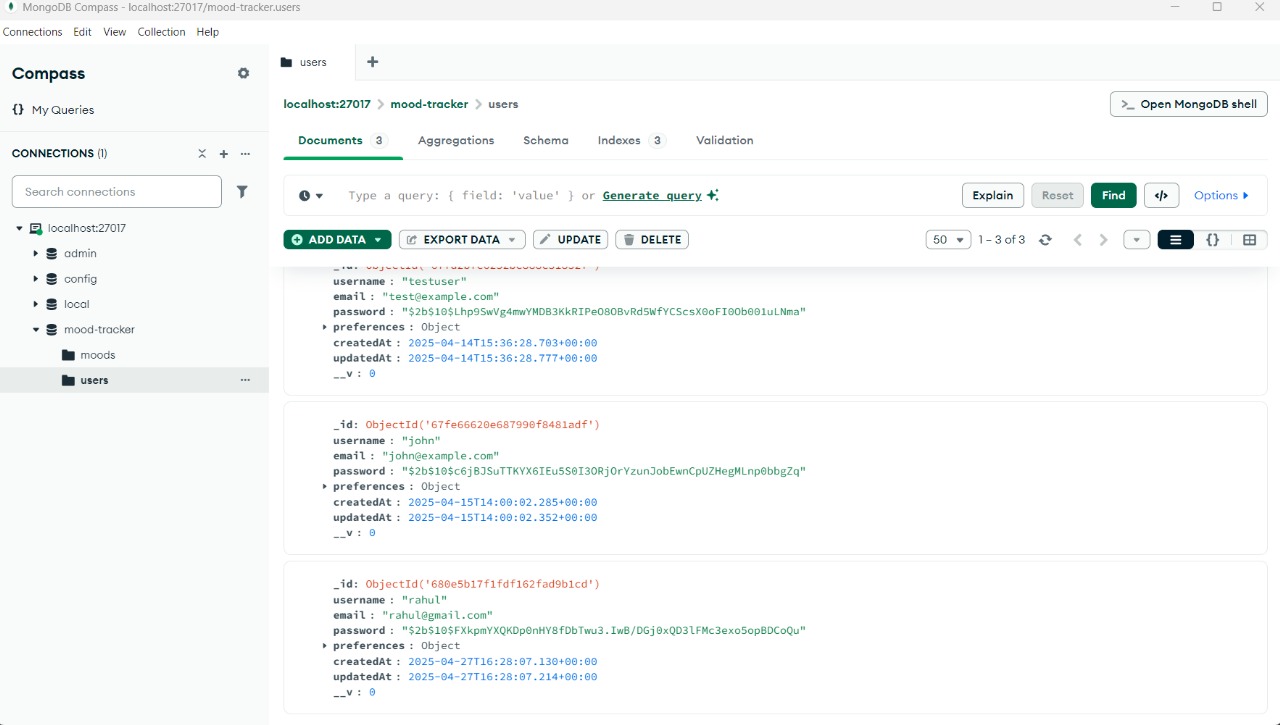 MongoDB Compass - localhost:27017/mood-tracker.users
Connections Edit View Collection Help
Compass
{} My Queries
CONNECTIONS (1)
Search connections
localhost:27017
admin
config
local
mood-tracker
moods
users
users
localhost:27017 > mood-tracker > users
>_ Open MongoDB shell
Documents 3 Aggregations Schema Indexes 3 Validation
Type a query: { field: 'value' } or Generate query
Explain Reset Find </> Options
ADD DATA EXPORT DATA UPDATE DELETE
50 1 – 3 of 3 {}
username : "testuser"
email : "test@example.com"
password : "$2b$10$Lhp9SwVg4mwYMDB3KkRIPeO8OBvRdSWfYCScsX0oFI0Ob001uLNma"
preferences : Object
createdAt : 2025-04-14T15:36:28.703+00:00
updatedAt : 2025-04-14T15:36:28.777+00:00
__v : 0
_id: ObjectId('67fe66620e687990f8481adf')
username : "john"
email : "john@example.com"
password : "$2b$10$c6jBJSuTTKYX6IEu5S0I3ORjOrYzunJobEwnCpUZHegMLnp0bbgZq"
preferences : Object
createdAt : 2025-04-15T14:00:02.285+00:00
updatedAt : 2025-04-15T14:00:02.352+00:00
__v : 0
_id: ObjectId('680e5b17f1fdf162fad9b1cd')
username : "rahul"
email : "rahul@gmail.com"
password : "$2b$10$FXkpmYXQKDp0nHY8fDbTwu3.IwB/DGj0xQD3lFMc3exo5opBDCoQu"
preferences : Object
createdAt : 2025-04-27T16:28:07.130+00:00
updatedAt : 2025-04-27T16:28:07.214+00:00
__v : 0